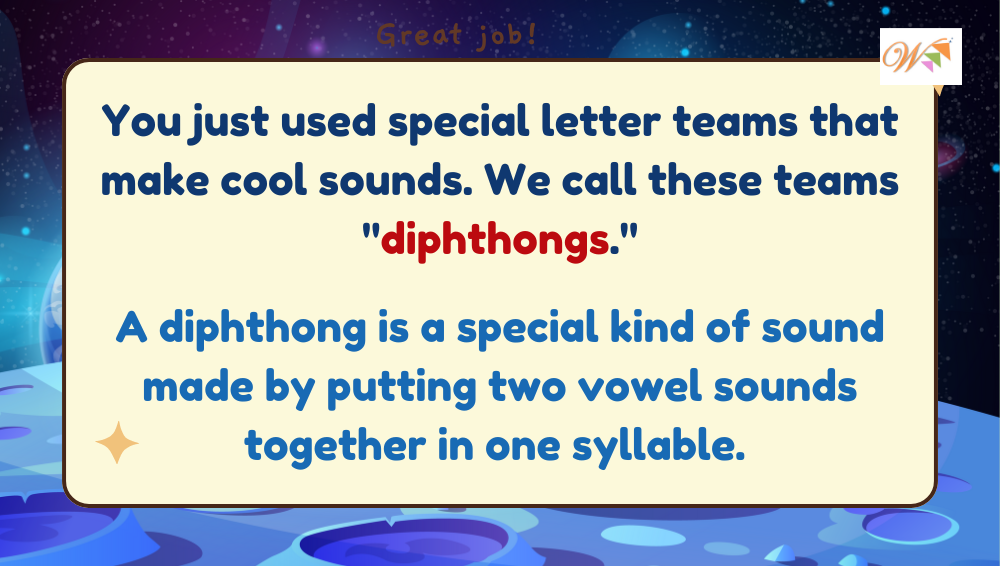 Great job!
W
You just used special letter teams that
make cool sounds. We call these teams
"diphthongs."
A diphthong is a special kind of sound
made by putting two vowel sounds
together in one syllable.